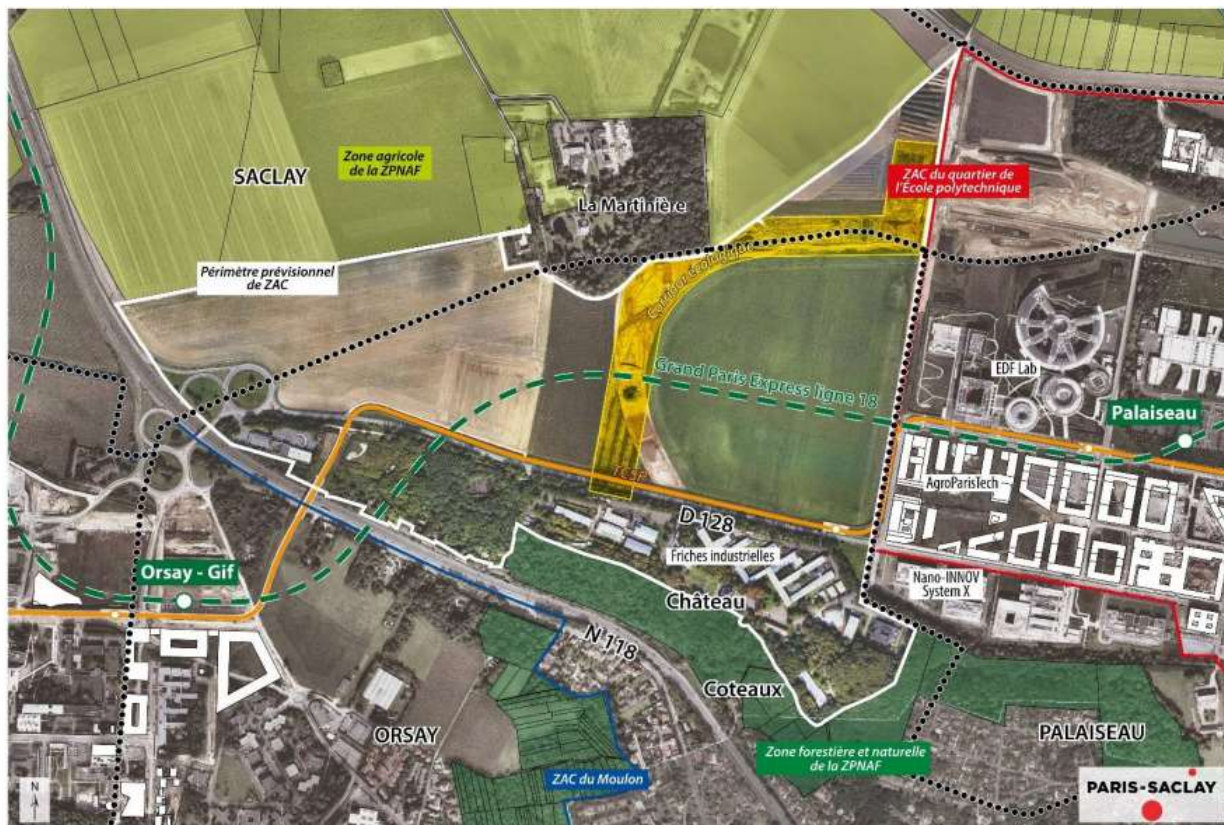 SACLAY
Zone agricole
de la ZPNAF
La Martinière
ZAC du quartier de
l'École polytechnique
Périmètre prévisionnel
de ZAC
Corridor écologique
Grand Paris Express ligne 18
EDF Lab
Palaiseau
AgroParisTech
TCSP
D 128
Friches industrielles
Nano-INNOV
System X
Orsay - Gif
Château
N 118
Coteaux
ORSAY
PALAISEAU
Zone forestière et naturelle
de la ZPNAF
ZAC du Moulon
N
PARIS-SACLAY